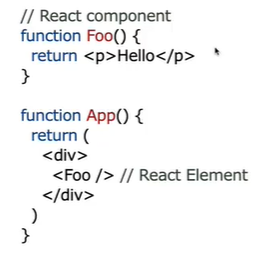 // React component
function Foo() {
return <p>Hello</p>
}
function App() {
return (
<div>
<Foo /> // React Element
</div>
)
}